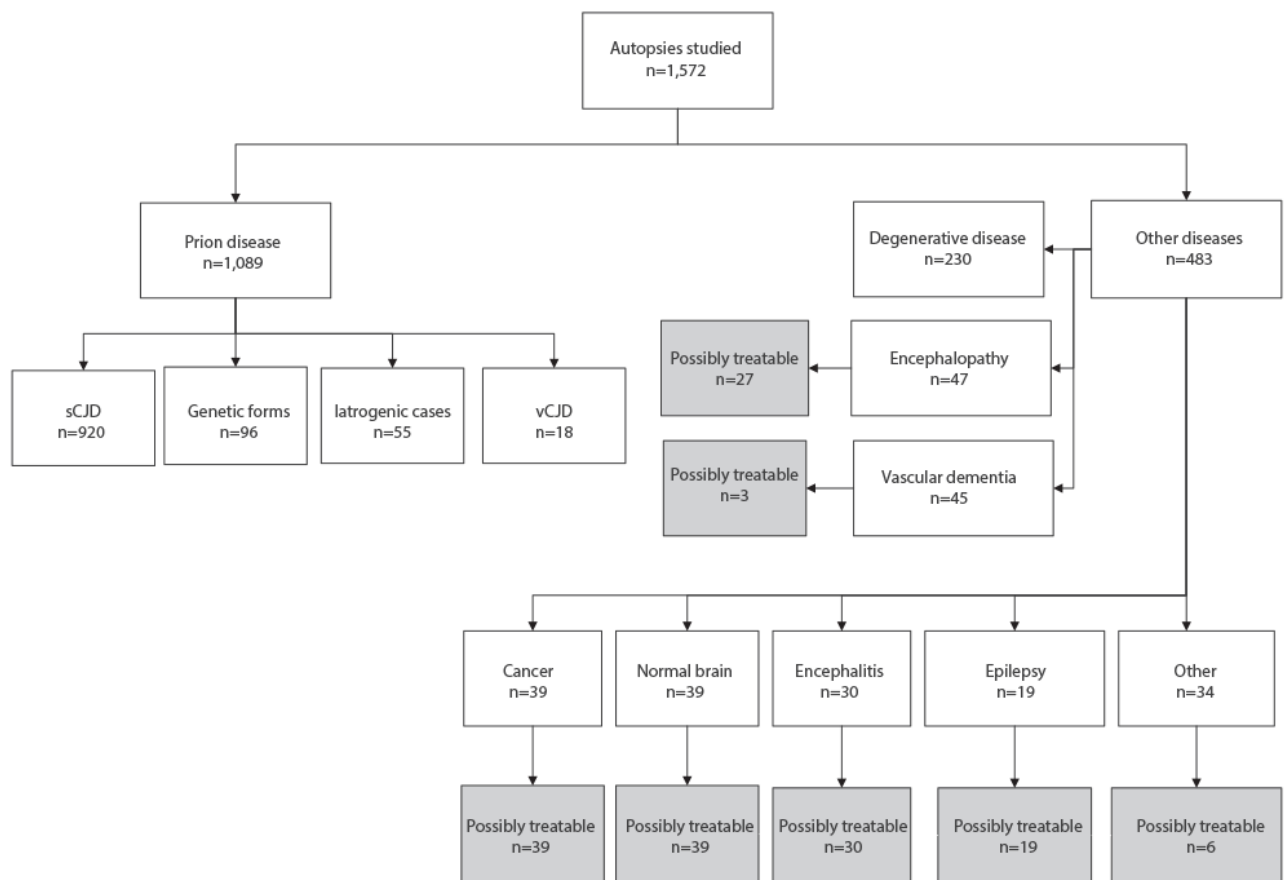 Autopsies studied
n=1,572
Prion disease
n=1,089
Degenerative disease
n=230
Other diseases
n=483
Possibly treatable
n=27
Encephalopathy
n=47
sCJD
n=920
Genetic forms
n=96
Iatrogenic cases
n=55
vCJD
n=18
Possibly treatable
n=3
Vascular dementia
n=45
Cancer
n=39
Normal brain
n=39
Encephalitis
n=30
Epilepsy
n=19
Other
n=34
Possibly treatable
n=39
Possibly treatable
n=39
Possibly treatable
n=30
Possibly treatable
n=19
Possibly treatable
n=6